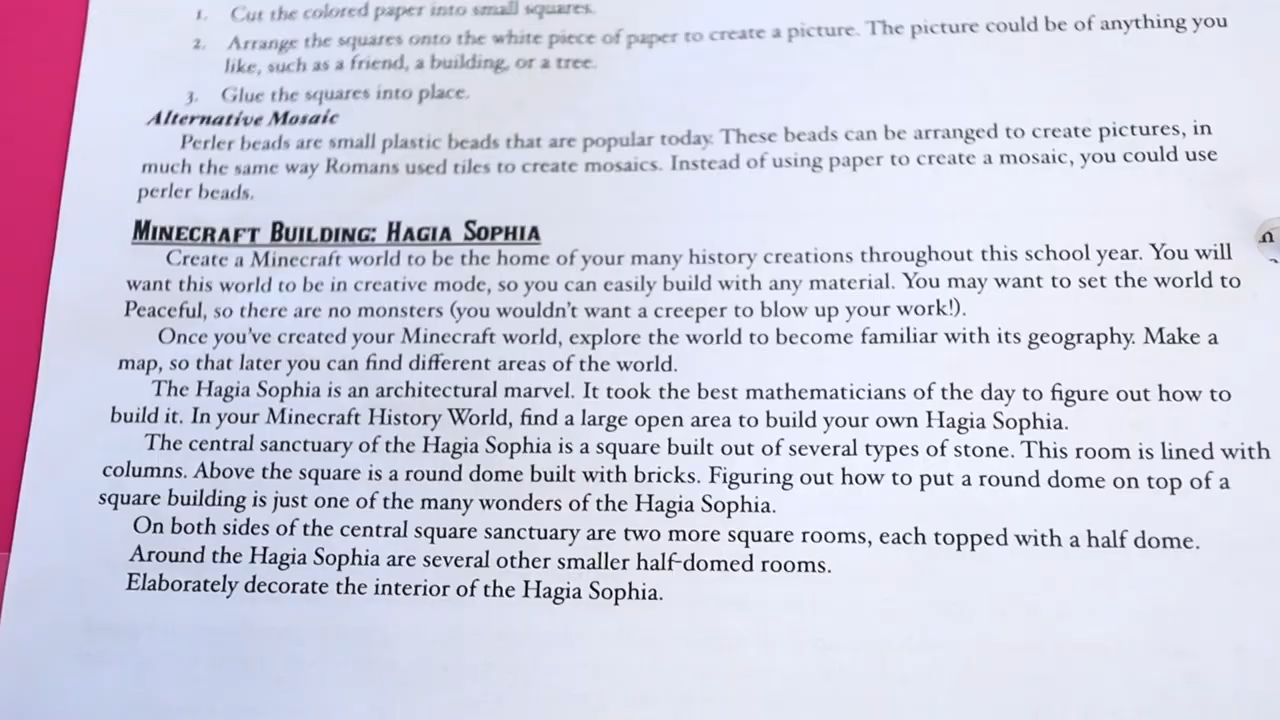 1. Cut the colored paper into small squares.
2. Arrange the squares onto the white piece of paper to create a picture. The picture could be of anything you
like, such as a friend, a building, or a tree.
3. Glue the squares into place.
Alternative Mosaic
Perler beads are small plastic beads that are popular today. These beads can be arranged to create pictures, in
much the same way Romans used tiles to create mosaics. Instead of using paper to create a mosaic, you could use
perler beads.
MINECRAFT BUILDING: HAGIA SOPHIA
Create a Minecraft world to be the home of your many history creations throughout this school year. You will
want this world to be in creative mode, so you can easily build with any material. You may want to set the world to
Peaceful, so there are no monsters (you wouldn't want a creeper to blow up your work!).
Once you've created your Minecraft world, explore the world to become familiar with its geography. Make a
map, so that later you can find different areas of the world.
The Hagia Sophia is an architectural marvel. It took the best mathematicians of the day to figure out how to
build it. In your Minecraft History World, find a large open area to build your own Hagia Sophia.
The central sanctuary of the Hagia Sophia is a square built out of several types of stone. This room is lined with
columns. Above the square is a round dome built with bricks. Figuring out how to put a round dome on top of a
square building is just one of the many wonders of the Hagia Sophia.
On both sides of the central square sanctuary are two more square rooms, each topped with a half dome.
Around the Hagia Sophia are several other smaller half-domed rooms.
Elaborately decorate the interior of the Hagia Sophia.